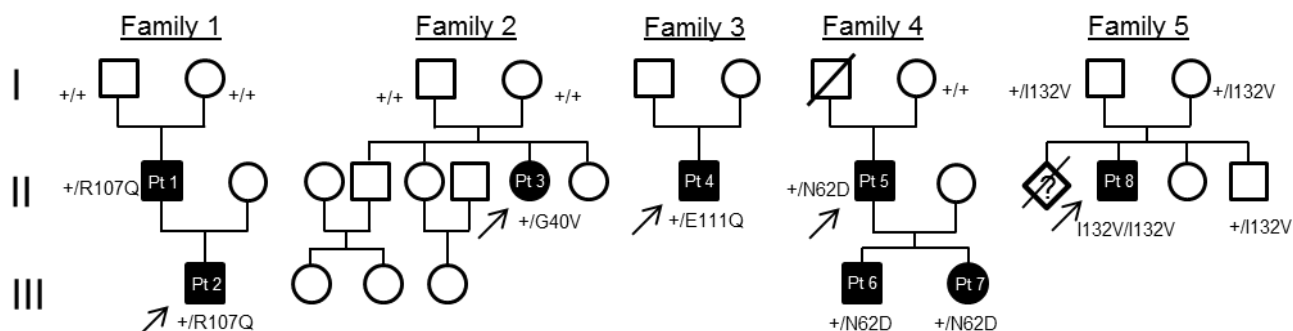 Family 1 Family 2 Family 3 Family 4 Family 5
I
+/+ +/+ +/+ +/+ +/+ +/I132V +/I132V
II
Pt 1 Pt 3 Pt 4 Pt 5 ? Pt 8
+/R107Q +/G40V +/E111Q +/N62D I132V/I132V +/I132V
III
Pt 2 Pt 6 Pt 7
+/R107Q +/N62D +/N62D